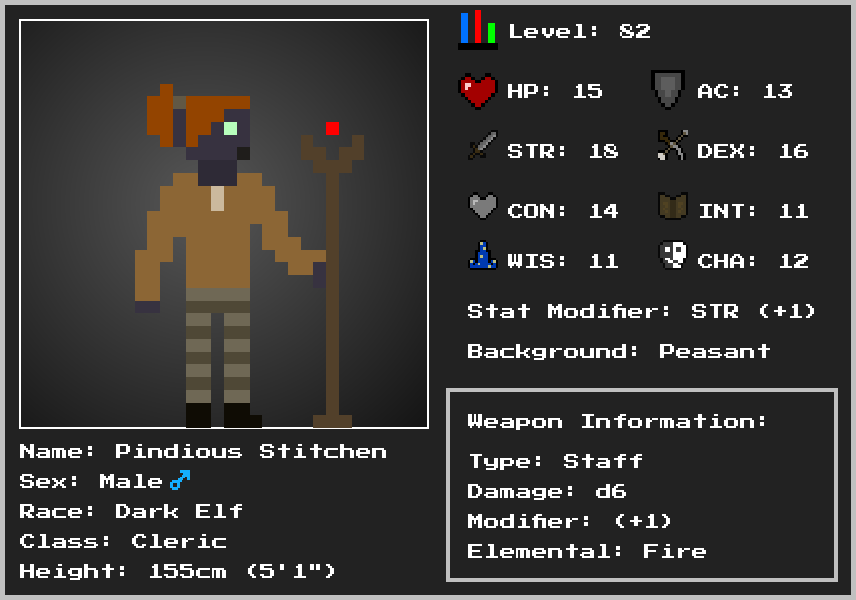 Level: 82
HP: 15 AC: 13
STR: 18 DEX: 16
CON: 14 INT: 11
WIS: 11 CHA: 12
Stat Modifier: STR (+1)
Background: Peasant
Weapon Information:
Type: Staff
Damage: d6
Modifier: (+1)
Elemental: Fire
Name: Pindious Stitchen
Sex: Male♂
Race: Dark Elf
Class: Cleric
Height: 155cm (5'1")